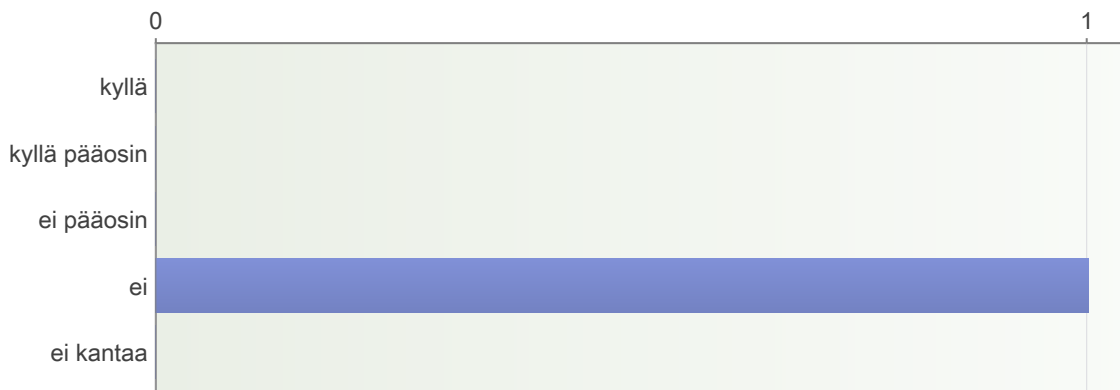 0 1
kyllä
kyllä pääosin
ei pääosin
ei
ei kantaa